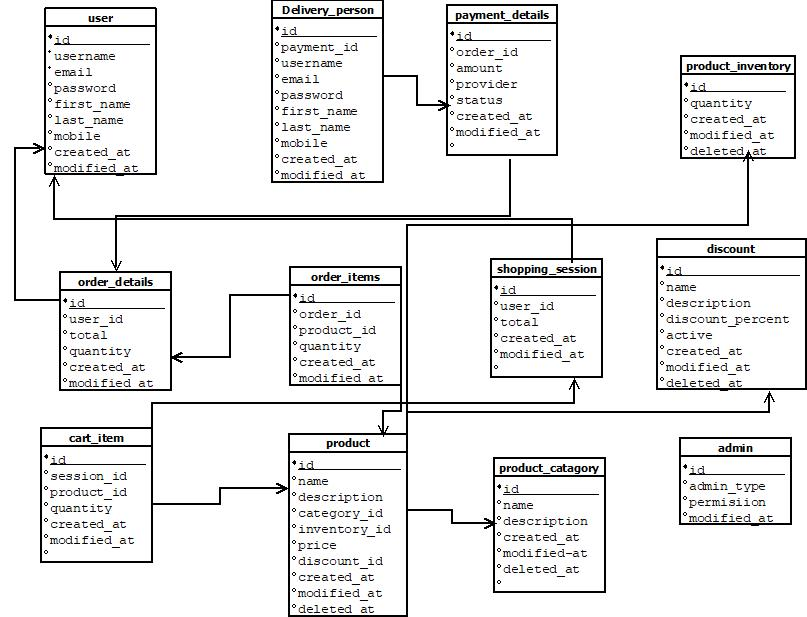 user
id
username
email
password
first_name
last_name
mobile
created_at
modified_at
Delivery_person
id
payment_id
username
email
password
first_name
last_name
mobile
created_at
modified_at
payment_details
id
order_id
amount
provider
status
created_at
modified_at
product_inventory
id
quantity
created_at
modified_at
deleted_at
order_details
id
user_id
total
quantity
created_at
modified_at
order_items
id
order_id
product_id
quantity
created_at
modified_at
shopping_session
id
user_id
total
created_at
modified_at
discount
id
name
description
discount_percent
active
created_at
modified_at
deleted_at
cart_item
id
session_id
product_id
quantity
created_at
modified_at
product
id
name
description
category_id
inventory_id
price
discount_id
created_at
modified_at
deleted_at
product_catagory
id
name
description
created_at
modified-at
deleted_at
admin
id
admin_type
permisiion
modified_at